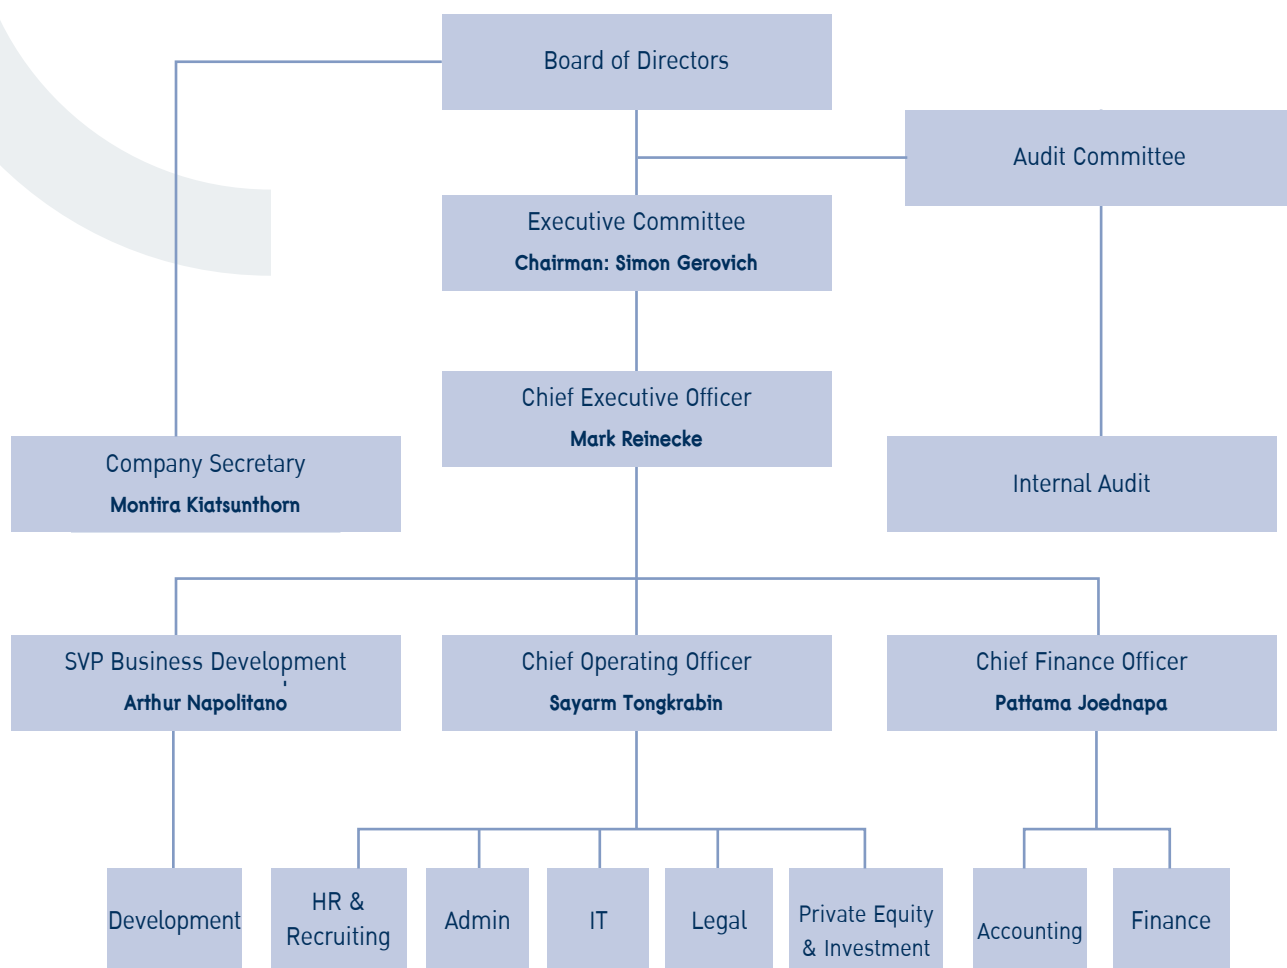 Board of Directors
Audit Committee
Executive Committee
Chairman: Simon Gerovich
Chief Executive Officer
Mark Reinecke
Company Secretary
Montira Kiatsunthorn
Internal Audit
SVP Business Development
Arthur Napolitano
Chief Operating Officer
Sayarm Tongkrabin
Chief Finance Officer
Pattama Joednapa
Development
HR &
Recruiting
Admin
IT
Legal
Private Equity
& Investment
Accounting
Finance